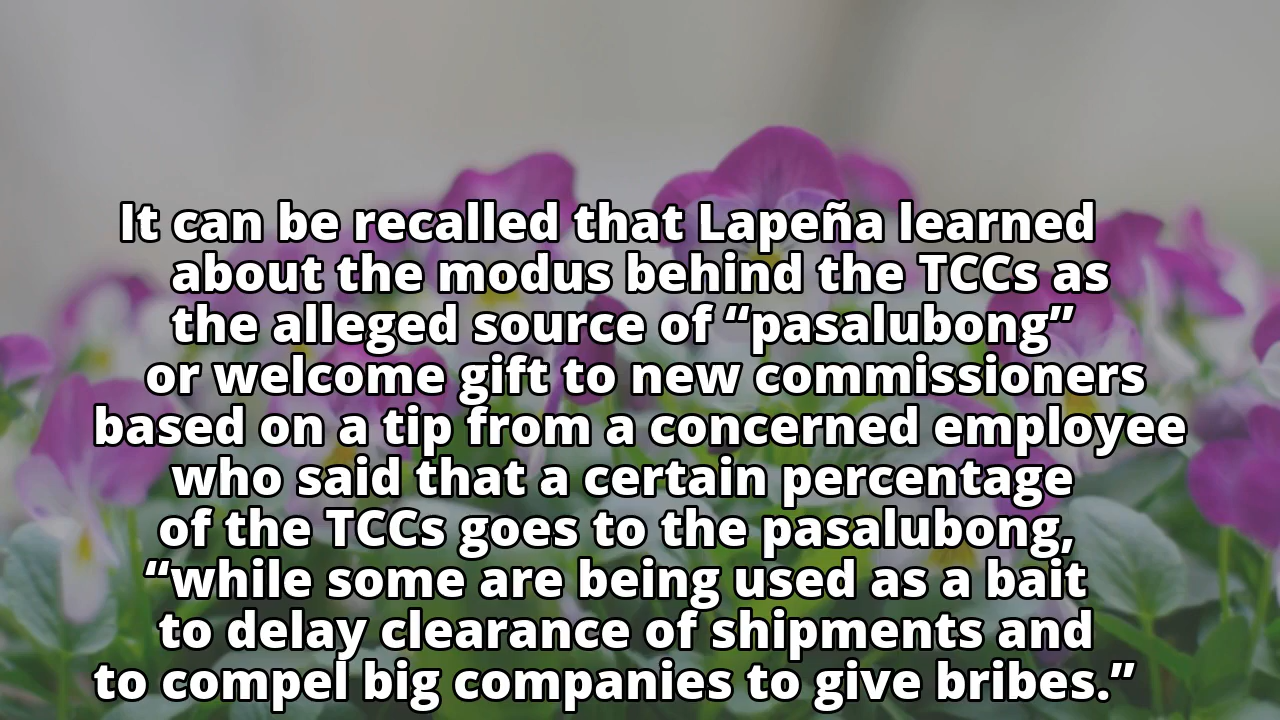 It can be recalled that Lapeña learned
about the modus behind the TCCs as
the alleged source of “pasalubong”
or welcome gift to new commissioners
based on a tip from a concerned employee
who said that a certain percentage
of the TCCs goes to the pasalubong,
“while some are being used as a bait
to delay clearance of shipments and
to compel big companies to give bribes.”